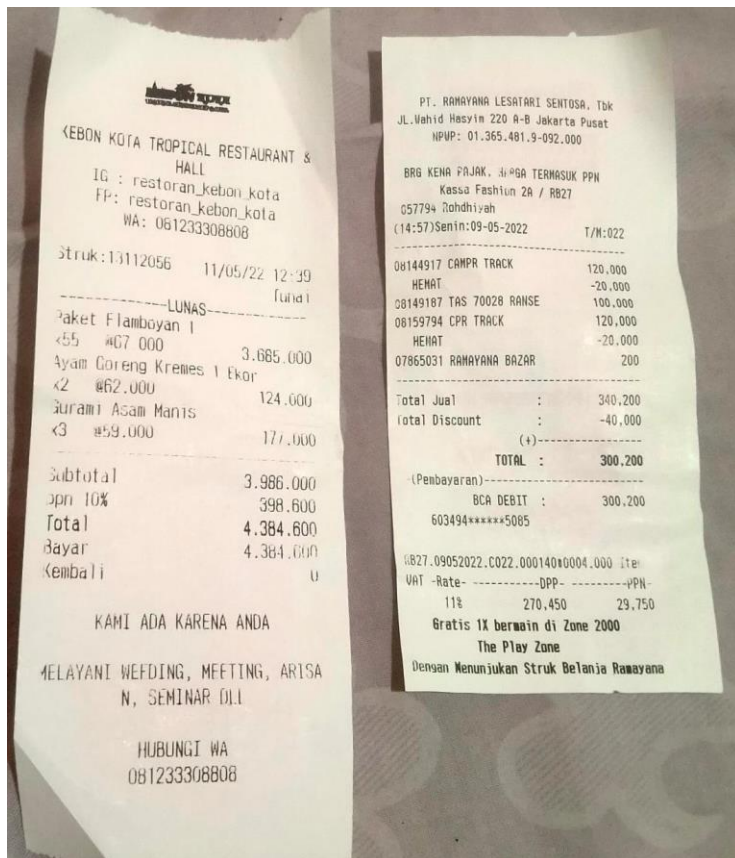 KEBON KOTA TROPICAL RESTAURANT &
HALL
IG : restoran_kebon_kota
FP: restoran_kebon_kota
WA: 081233308808
Struk:13112056 11/05/22 12:39
Tunai
------------LUNAS--------------
Paket Flamboyan 1
x55 @67 000 3.685.000
Ayam Goreng Kremes 1 Ekor
x2 @62.000 124.000
Gurami Asam Manis
x3 @59.000 177.000
Subtotal 3.986.000
ppn 10% 398.600
Total 4.384.600
Bayar 4.384.600
Kembali 0
KAMI ADA KARENA ANDA
MELAYANI WEDDING, MEETING, ARISA
N, SEMINAR DLL
HUBUNGI WA
081233308808
PT. RAMAYANA LESATARI SENTOSA, Tbk
JL.Wahid Hasyim 220 A-B Jakarta Pusat
NPWP: 01.365.481.9-092.000
BRG KENA PAJAK, HARGA TERMASUK PPN
Kassa Fashion 2A / RB27
057794 Rohdhiyah
(14:57)Senin:09-05-2022 T/M:022
08144917 CAMPR TRACK 120,000
HEMAT -20,000
08149187 TAS 70028 RANSE 100,000
08159794 CPR TRACK 120,000
HEMAT -20,000
07865031 RAMAYANA BAZAR 200
Total Jual : 340,200
Total Discount : -40,000
(+)---------------
TOTAL : 300,200
-(Pembayaran)-----------------------
BCA DEBIT : 300,200
603494******5085
RB27.09052022.C022.000140#0004.000 Ite
VAT -Rate- -----------DPP- ---------PPN-
11% 270,450 29,750
Gratis 1X bermain di Zone 2000
The Play Zone
Dengan Menunjukan Struk Belanja Ramayana